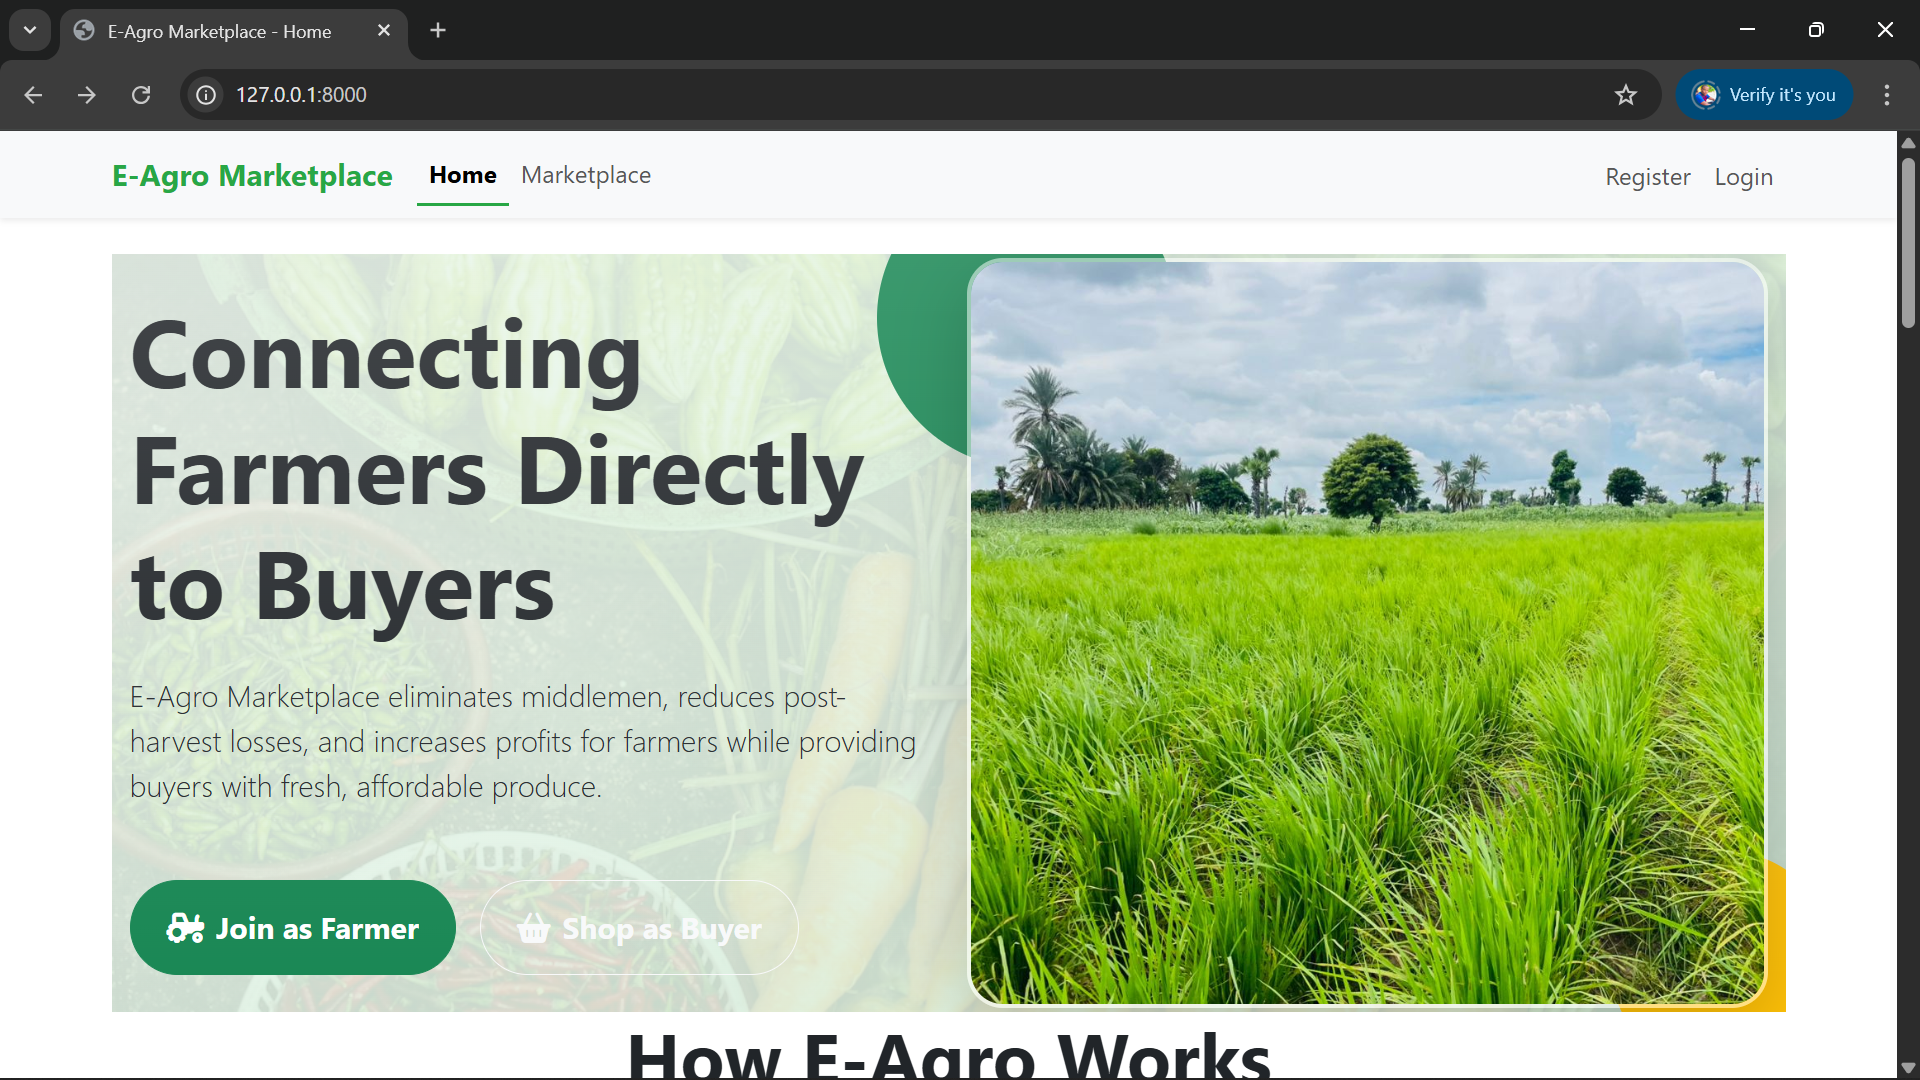 E-Agro Marketplace - Home
127.0.0.1:8000
Verify it's you
E-Agro Marketplace Home Marketplace Register Login
Connecting
Farmers Directly
to Buyers
E-Agro Marketplace eliminates middlemen, reduces post-
harvest losses, and increases profits for farmers while providing
buyers with fresh, affordable produce.
Join as Farmer Shop as Buyer
How E-Agro Works